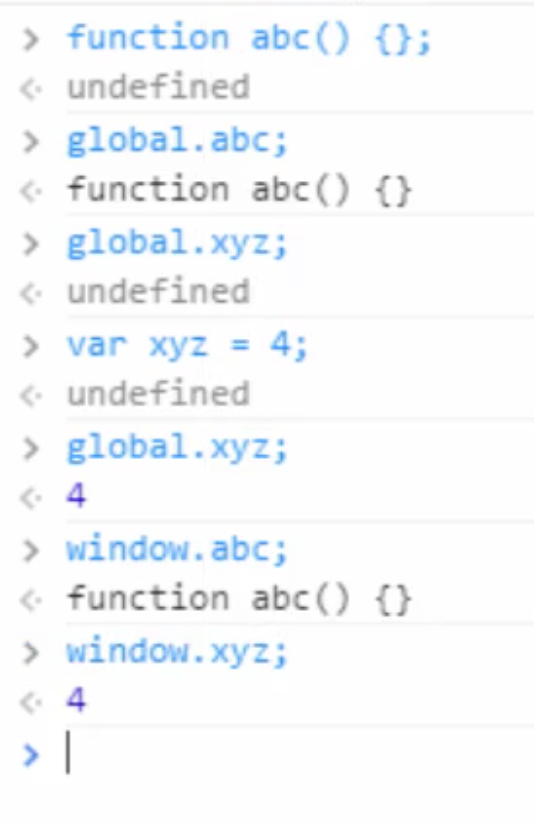 > function abc() {};
<· undefined
> global.abc;
<· function abc() {}
> global.xyz;
<· undefined
> var xyz = 4;
<· undefined
> global.xyz;
<· 4
> window.abc;
<· function abc() {}
> window.xyz;
<· 4
>